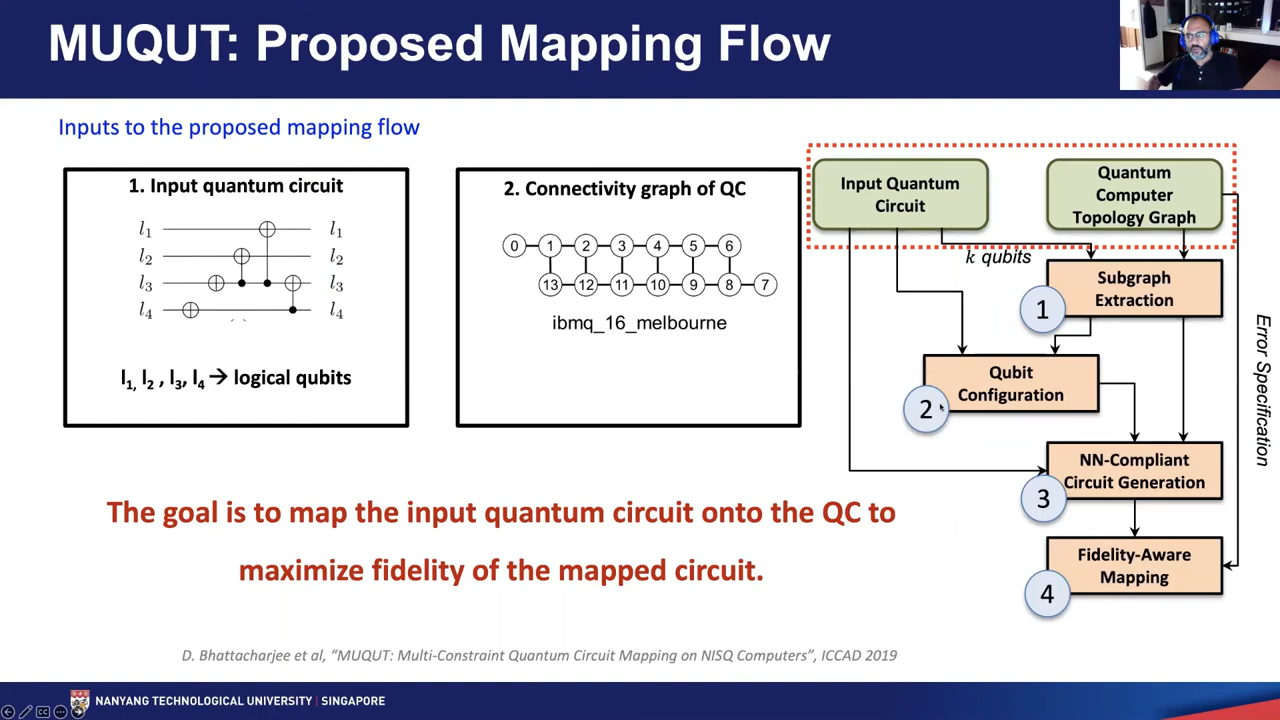 MUQUT: Proposed Mapping Flow
Inputs to the proposed mapping flow
1. Input quantum circuit
l1 l1
l2 l2
l3 l3
l4 l4
l1, l2 , l3, l4 → logical qubits
2. Connectivity graph of QC
0 1 2 3 4 5 6
13 12 11 10 9 8 7
ibmq_16_melbourne
Input Quantum
Circuit
Quantum
Computer
Topology Graph
k qubits
Subgraph
Extraction
1
Qubit
Configuration
2
NN-Compliant
Circuit Generation
3
Fidelity-Aware
Mapping
4
Error Specification
The goal is to map the input quantum circuit onto the QC to
maximize fidelity of the mapped circuit.
D. Bhattacharjee et al, “MUQUT: Multi-Constraint Quantum Circuit Mapping on NISQ Computers”, ICCAD 2019
NANYANG TECHNOLOGICAL UNIVERSITY | SINGAPORE